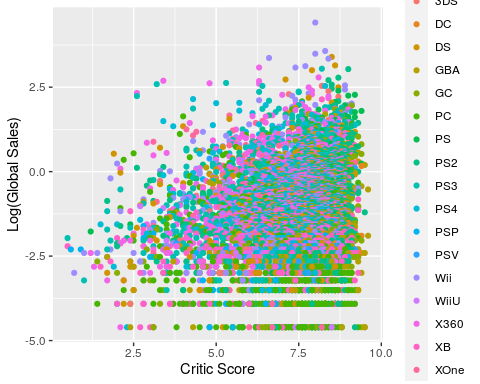 Log(Global Sales)
2.5
0.0
-2.5
-5.0
2.5
5.0
7.5
10.0
Critic Score
3DS
DC
DS
GBA
GC
PC
PS
PS2
PS3
PS4
PSP
PSV
Wii
WiiU
X360
XB
XOne